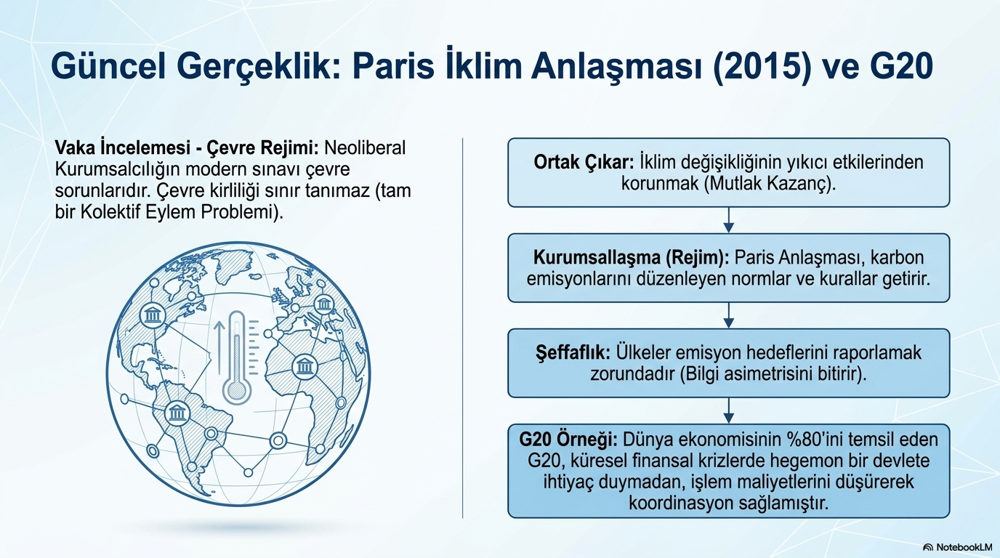 Güncel Gerçeklik: Paris İklim Anlaşması (2015) ve G20
Vaka İncelemesi - Çevre Rejimi: Neoliberal
Kurumsalcılığın modern sınavı çevre
sorunlarıdır. Çevre kirliliği sınır tanımaz (tam
bir Kolektif Eylem Problemi).
Ortak Çıkar: İklim değişikliğinin yıkıcı etkilerinden
korunmak (Mutlak Kazanç).
Kurumsallaşma (Rejim): Paris Anlaşması, karbon
emisyonlarını düzenleyen normlar ve kurallar getirir.
Şeffaflık: Ülkeler emisyon hedeflerini raporlamak
zorundadır (Bilgi asimetrisini bitirir).
G20 Örneği: Dünya ekonomisinin %80'ini temsil eden
G20, küresel finansal krizlerde hegemon bir devlete
ihtiyaç duymadan, işlem maliyetlerini düşürerek
koordinasyon sağlamıştır.
NotebookLM